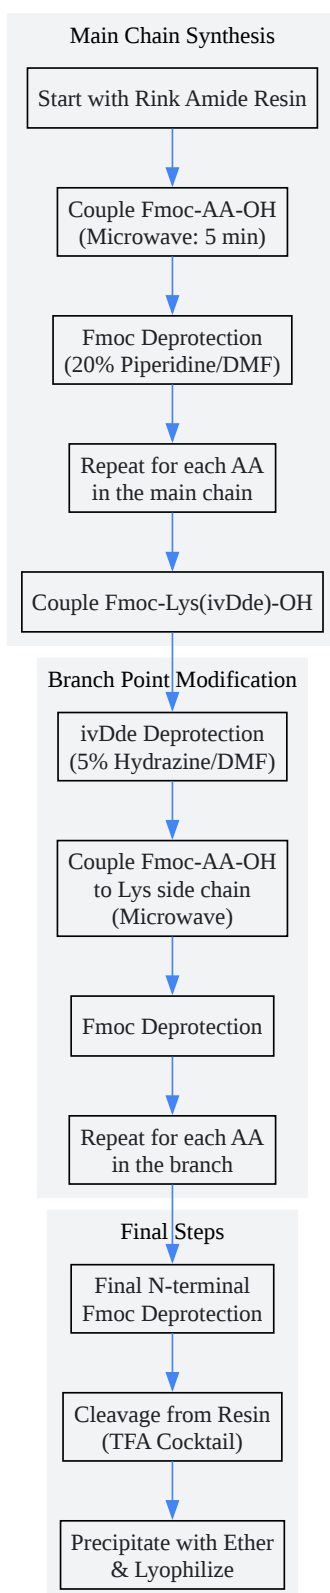 Main Chain Synthesis
Start with Rink Amide Resin
Couple Fmoc-AA-OH
(Microwave: 5 min)
Fmoc Deprotection
(20% Piperidine/DMF)
Repeat for each AA
in the main chain
Couple Fmoc-Lys(ivDde)-OH
Branch Point Modification
ivDde Deprotection
(5% Hydrazine/DMF)
Couple Fmoc-AA-OH
to Lys side chain
(Microwave)
Fmoc Deprotection
Repeat for each AA
in the branch
Final Steps
Final N-terminal
Fmoc Deprotection
Cleavage from Resin
(TFA Cocktail)
Precipitate with Ether
& Lyophilize